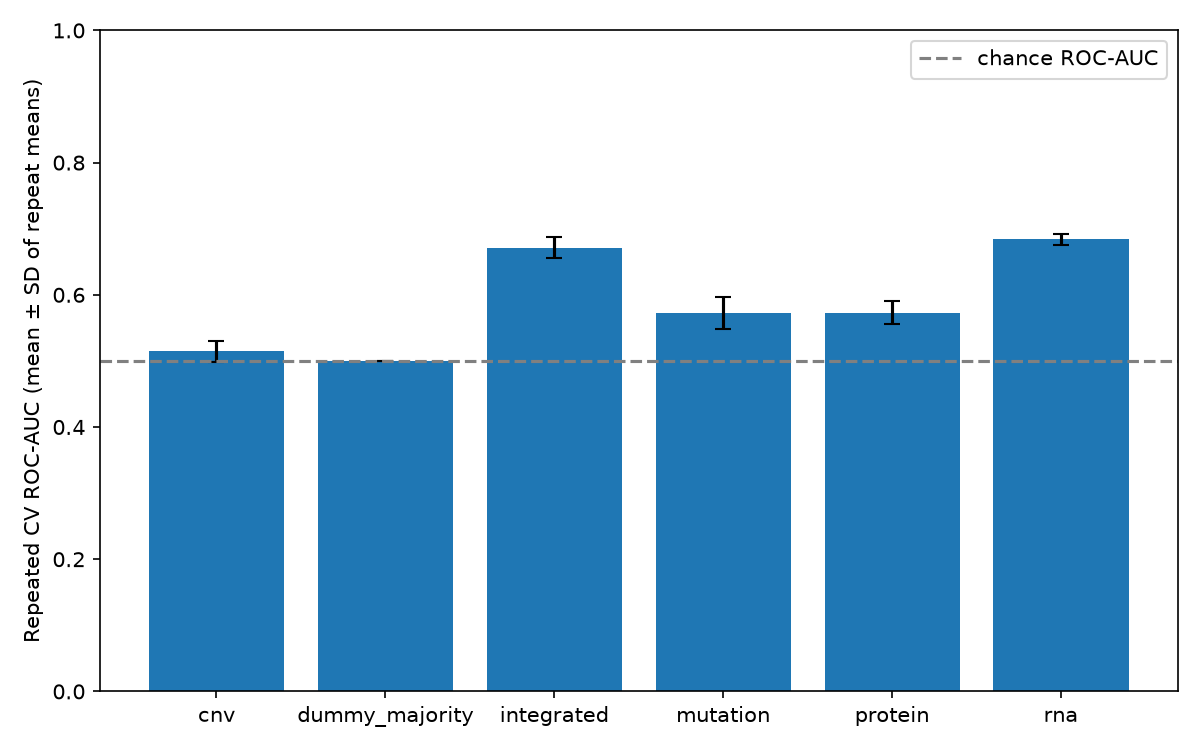 Repeated CV ROC-AUC (mean ± SD of repeat means)
1.0
0.8
0.6
0.4
0.2
0.0
chance ROC-AUC
cnv
dummy_majority
integrated
mutation
protein
rna